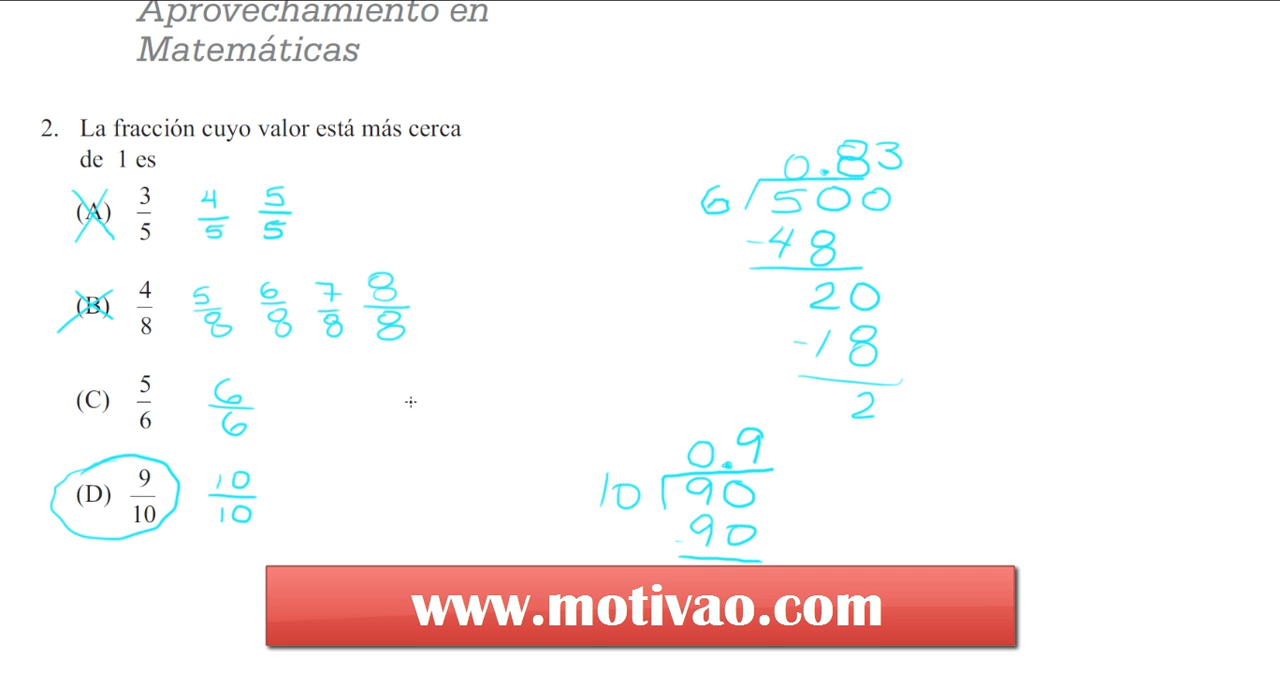 Aprovechamiento en
Matemáticas
2. La fracción cuyo valor está más cerca
de 1 es
(A) 3/5 4/5 5/5
(B) 4/8 5/8 6/8 7/8 8/8
(C) 5/6 6/6
(D) 9/10 10/10
0.83
6 500
-48
20
-18
2
0.9
10 90
-90
www.motivao.com